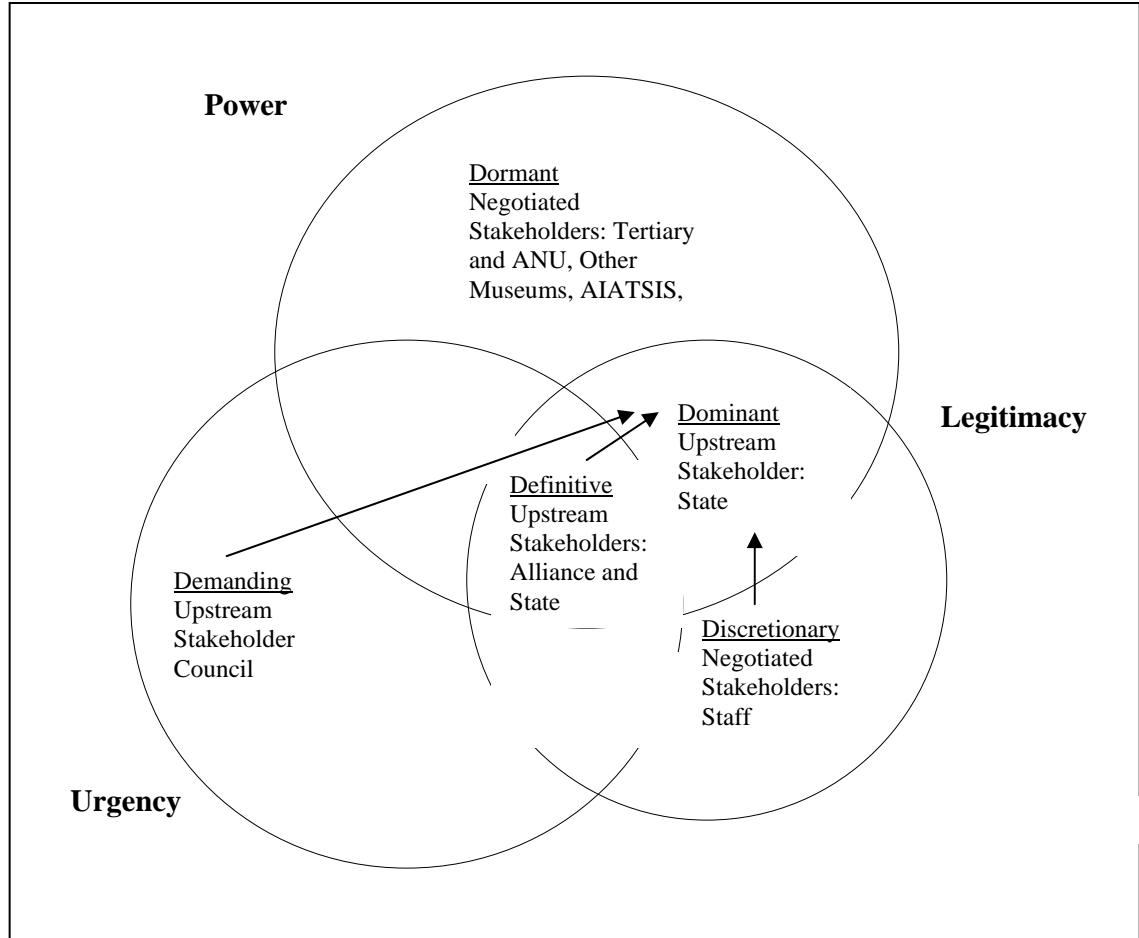 Power
Dormant
Negotiated
Stakeholders: Tertiary
and ANU, Other
Museums, AIATSIS,
Legitimacy
Dominant
Upstream
Stakeholder:
State
Definitive
Upstream
Stakeholders:
Alliance and
State
Demanding
Upstream
Stakeholder
Council
Discretionary
Negotiated
Stakeholders:
Staff
Urgency